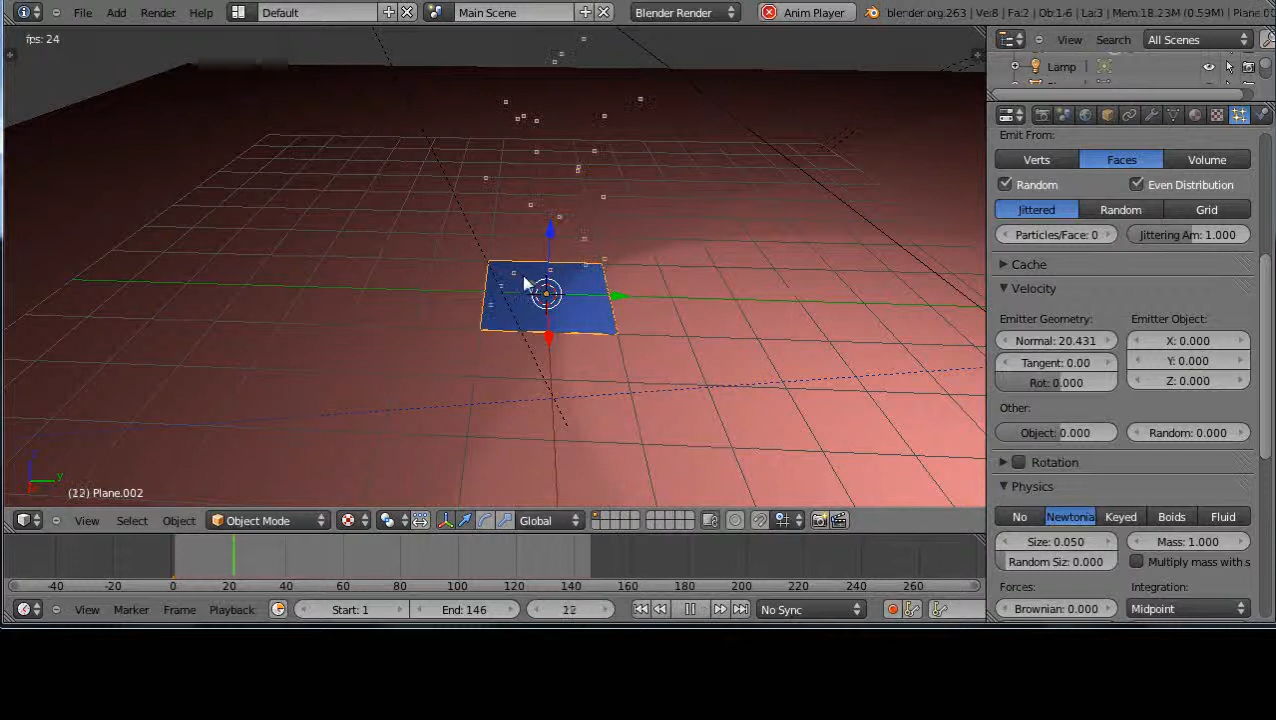 File Add Render Help Default Main Scene Blender Render Anim Player blender.org:263 | Ve:8 | Fa:2 | Ob:1-6 | La:3 | Mem:18.23M (0.59M) | Plane.00
fps: 24
View Search All Scenes
Lamp
Emit From:
Verts Faces Volume
Random Even Distribution
Jittered Random Grid
Particles/Face: 0 Jittering Am: 1.000
Cache
Velocity
Emitter Geometry: Emitter Object:
Normal: 20.431 X: 0.000
Tangent: 0.00 Y: 0.000
Rot: 0.000 Z: 0.000
Other:
Object: 0.000 Random: 0.000
Rotation
Physics
No Newtonia Keyed Boids Fluid
Size: 0.050 Mass: 1.000
Random Siz: 0.000 Multiply mass with s
Forces: Integration:
Brownian: 0.000 Midpoint
z
y
(12) Plane.002
View Select Object Object Mode Global
-40 -20 0 20 40 60 80 100 120 140 160 180 200 220 240 260
View Marker Frame Playback Start: 1 End: 146 12 No Sync